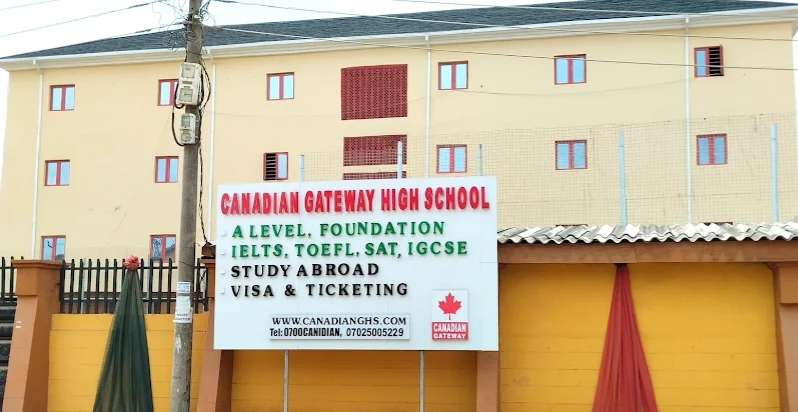 CANADIAN GATEWAY HIGH SCHOOL
A LEVEL, FOUNDATION
IELTS, TOEFL, SAT, IGCSE
STUDY ABROAD
VISA & TICKETING
WWW.CANADIANGHS.COM
Tel: 0700CANIDIAN, 07025005229
CANADIAN
GATEWAY